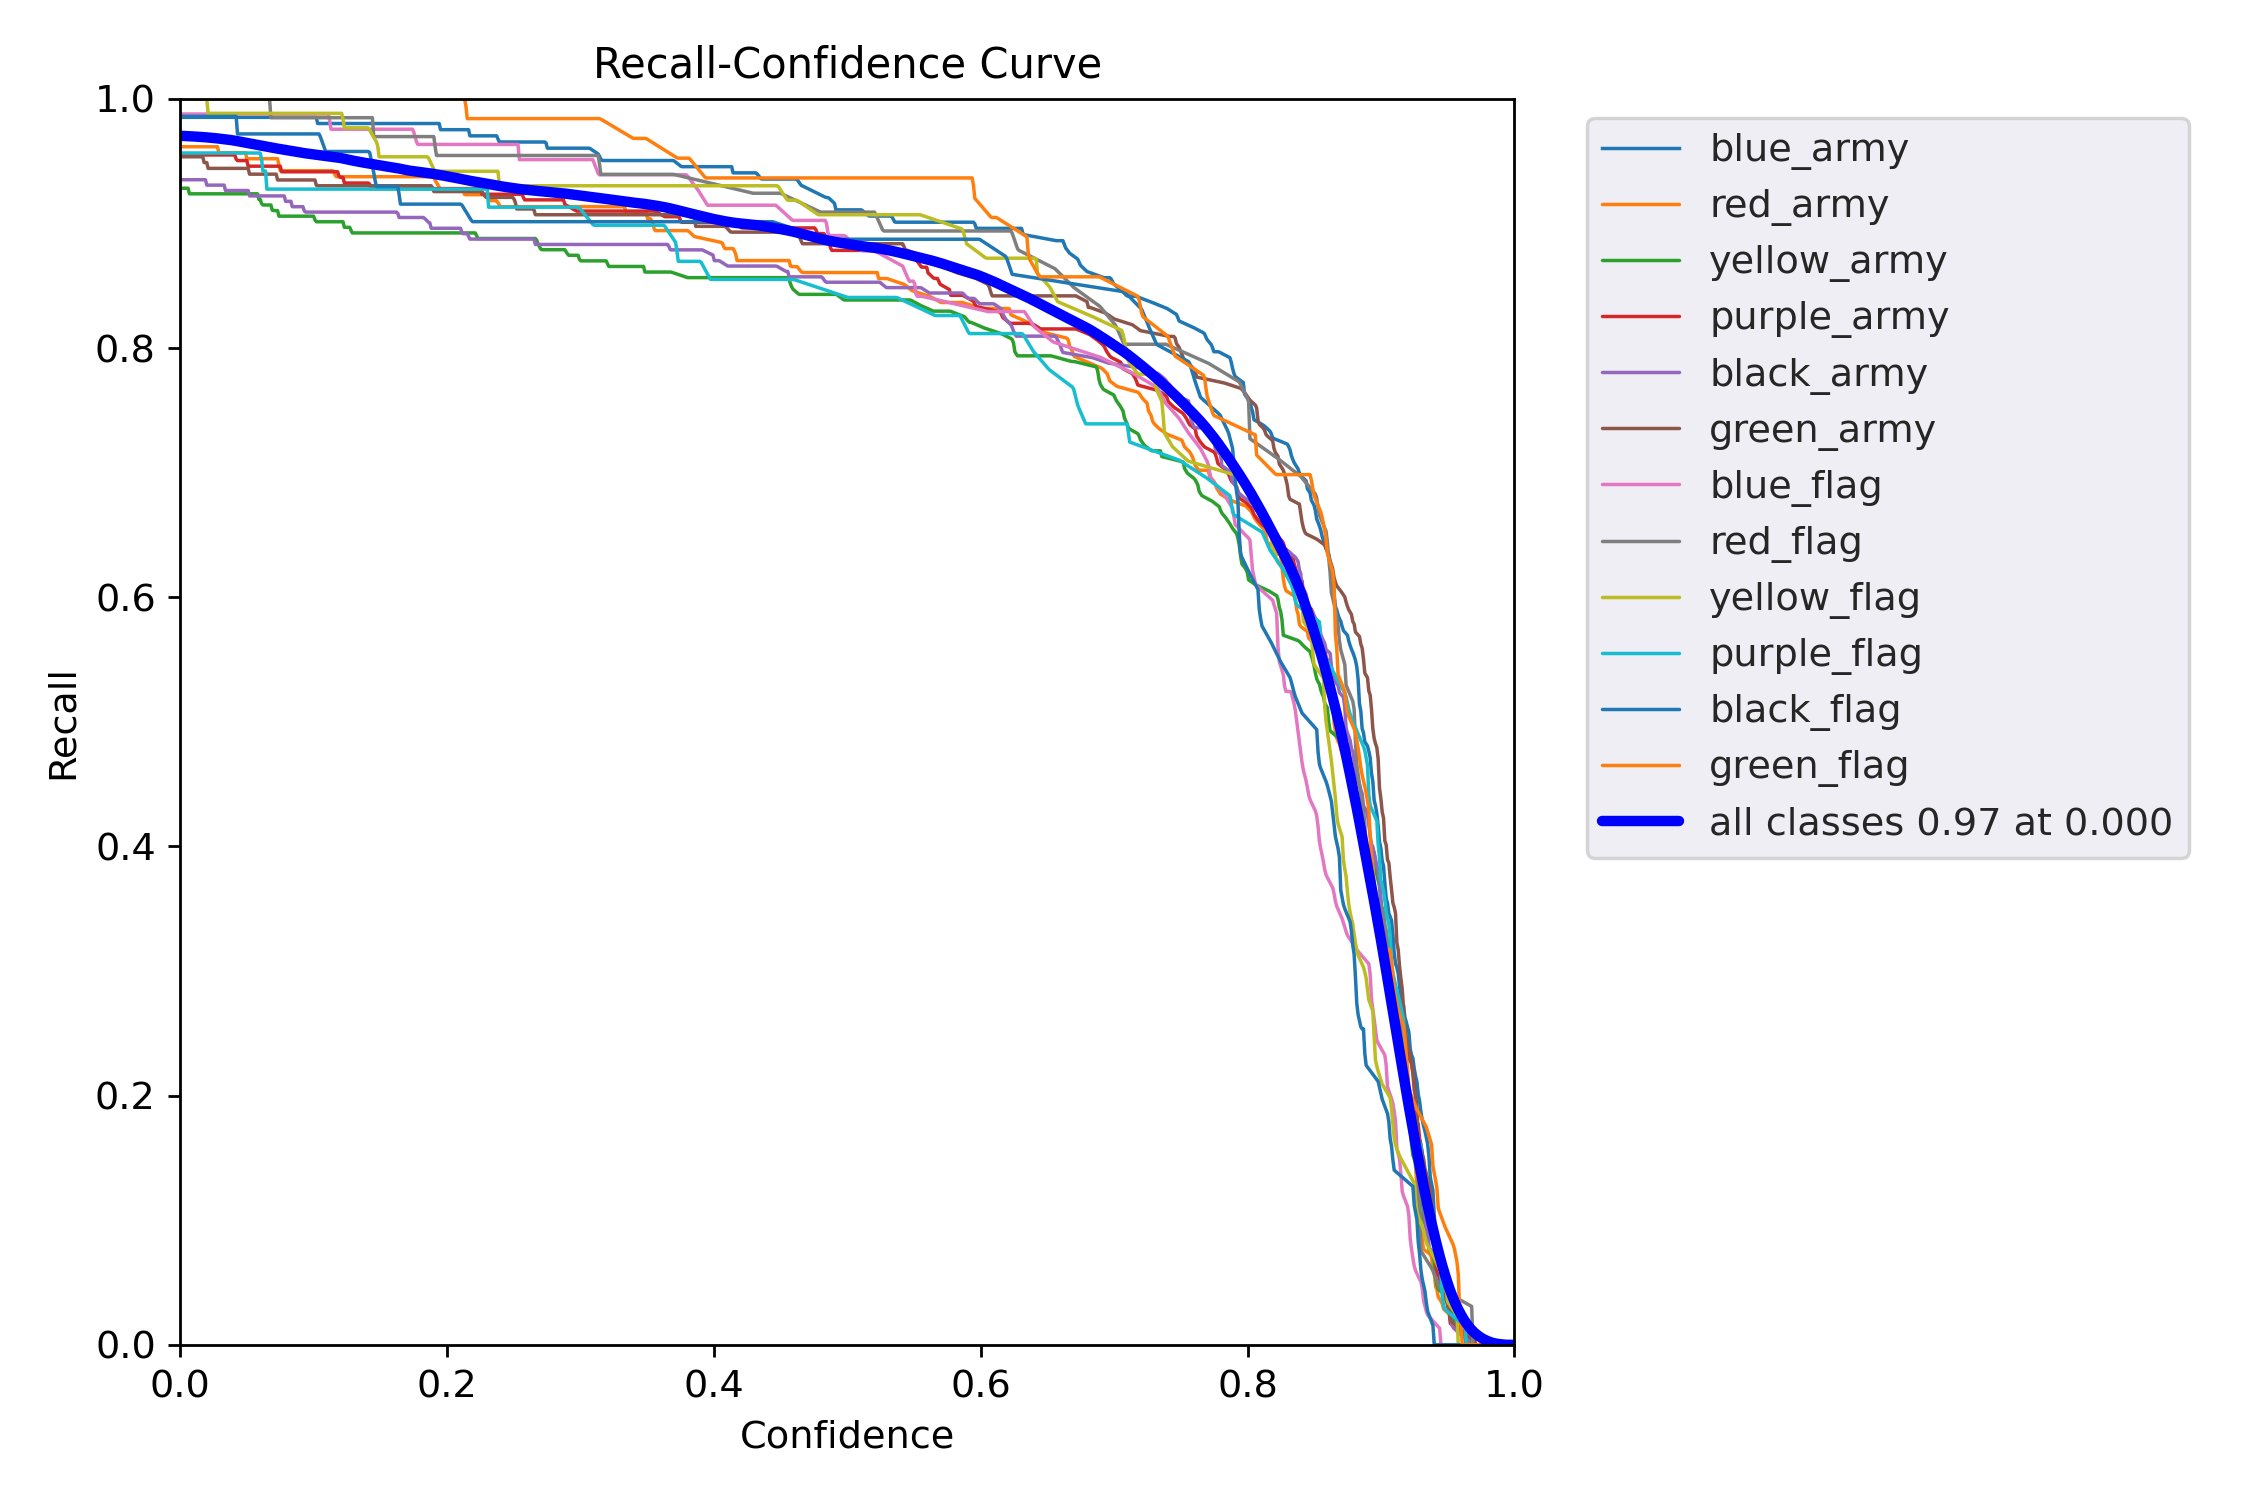 Recall-Confidence Curve
1.0
0.8
0.6
0.4
0.2
0.0
Recall
0.0 0.2 0.4 0.6 0.8 1.0
Confidence
blue_army
red_army
yellow_army
purple_army
black_army
green_army
blue_flag
red_flag
yellow_flag
purple_flag
black_flag
green_flag
all classes 0.97 at 0.000